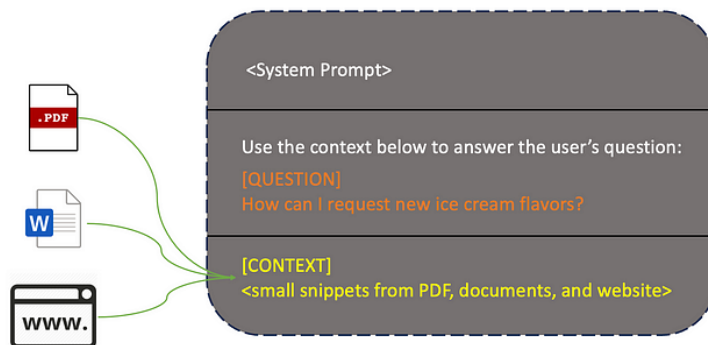 <System Prompt>
.PDF
Use the context below to answer the user's question:
[QUESTION]
How can I request new ice cream flavors?
W
[CONTEXT]
<small snippets from PDF, documents, and website>
www.